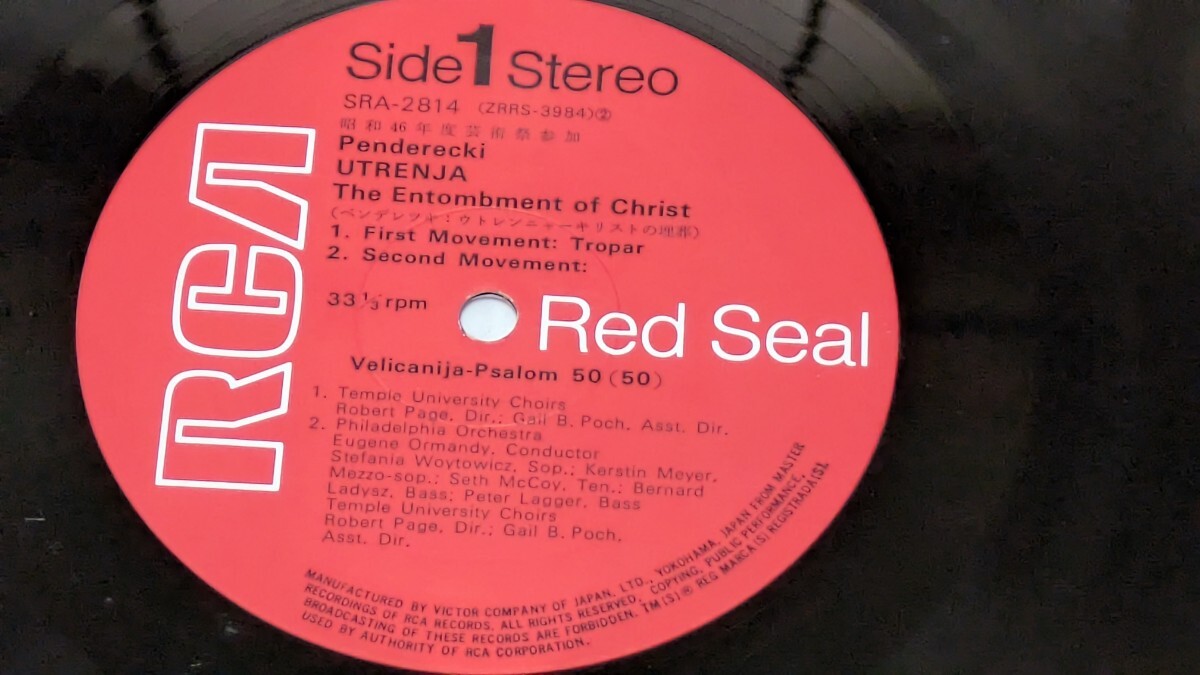 Side 1 Stereo
SRA-2814 (ZRRS-3984)②
昭和46年度芸術祭参加
Penderecki
UTRENJA
The Entombment of Christ
(ペンデレツキ:ウトレンニャーキリストの埋葬)
1. First Movement: Tropar
2. Second Movement:
33 1/3 rpm
RCA
Red Seal
Velicanija-Psalom 50 (50)
1. Temple University Choirs
Robert Page, Dir.; Gail B. Poch, Asst. Dir.
2. Philadelphia Orchestra
Eugene Ormandy, Conductor
Stefania Woytowicz, Sop.; Kerstin Meyer,
Mezzo-sop.; Seth McCoy, Ten.; Bernard
Ladysz, Bass; Peter Lagger, Bass
Temple University Choirs
Robert Page, Dir.; Gail B. Poch,
Asst. Dir.
MANUFACTURED BY VICTOR COMPANY OF JAPAN, LTD., YOKOHAMA, JAPAN FROM MASTER
RECORDINGS OF RCA RECORDS. ALL RIGHTS RESERVED. COPYING, PUBLIC PERFORMANCE,
BROADCASTING OF THESE RECORDS ARE FORBIDDEN. TM(S)® REG MARCA(S) REGISTRADA(S).
USED BY AUTHORITY OF RCA CORPORATION.